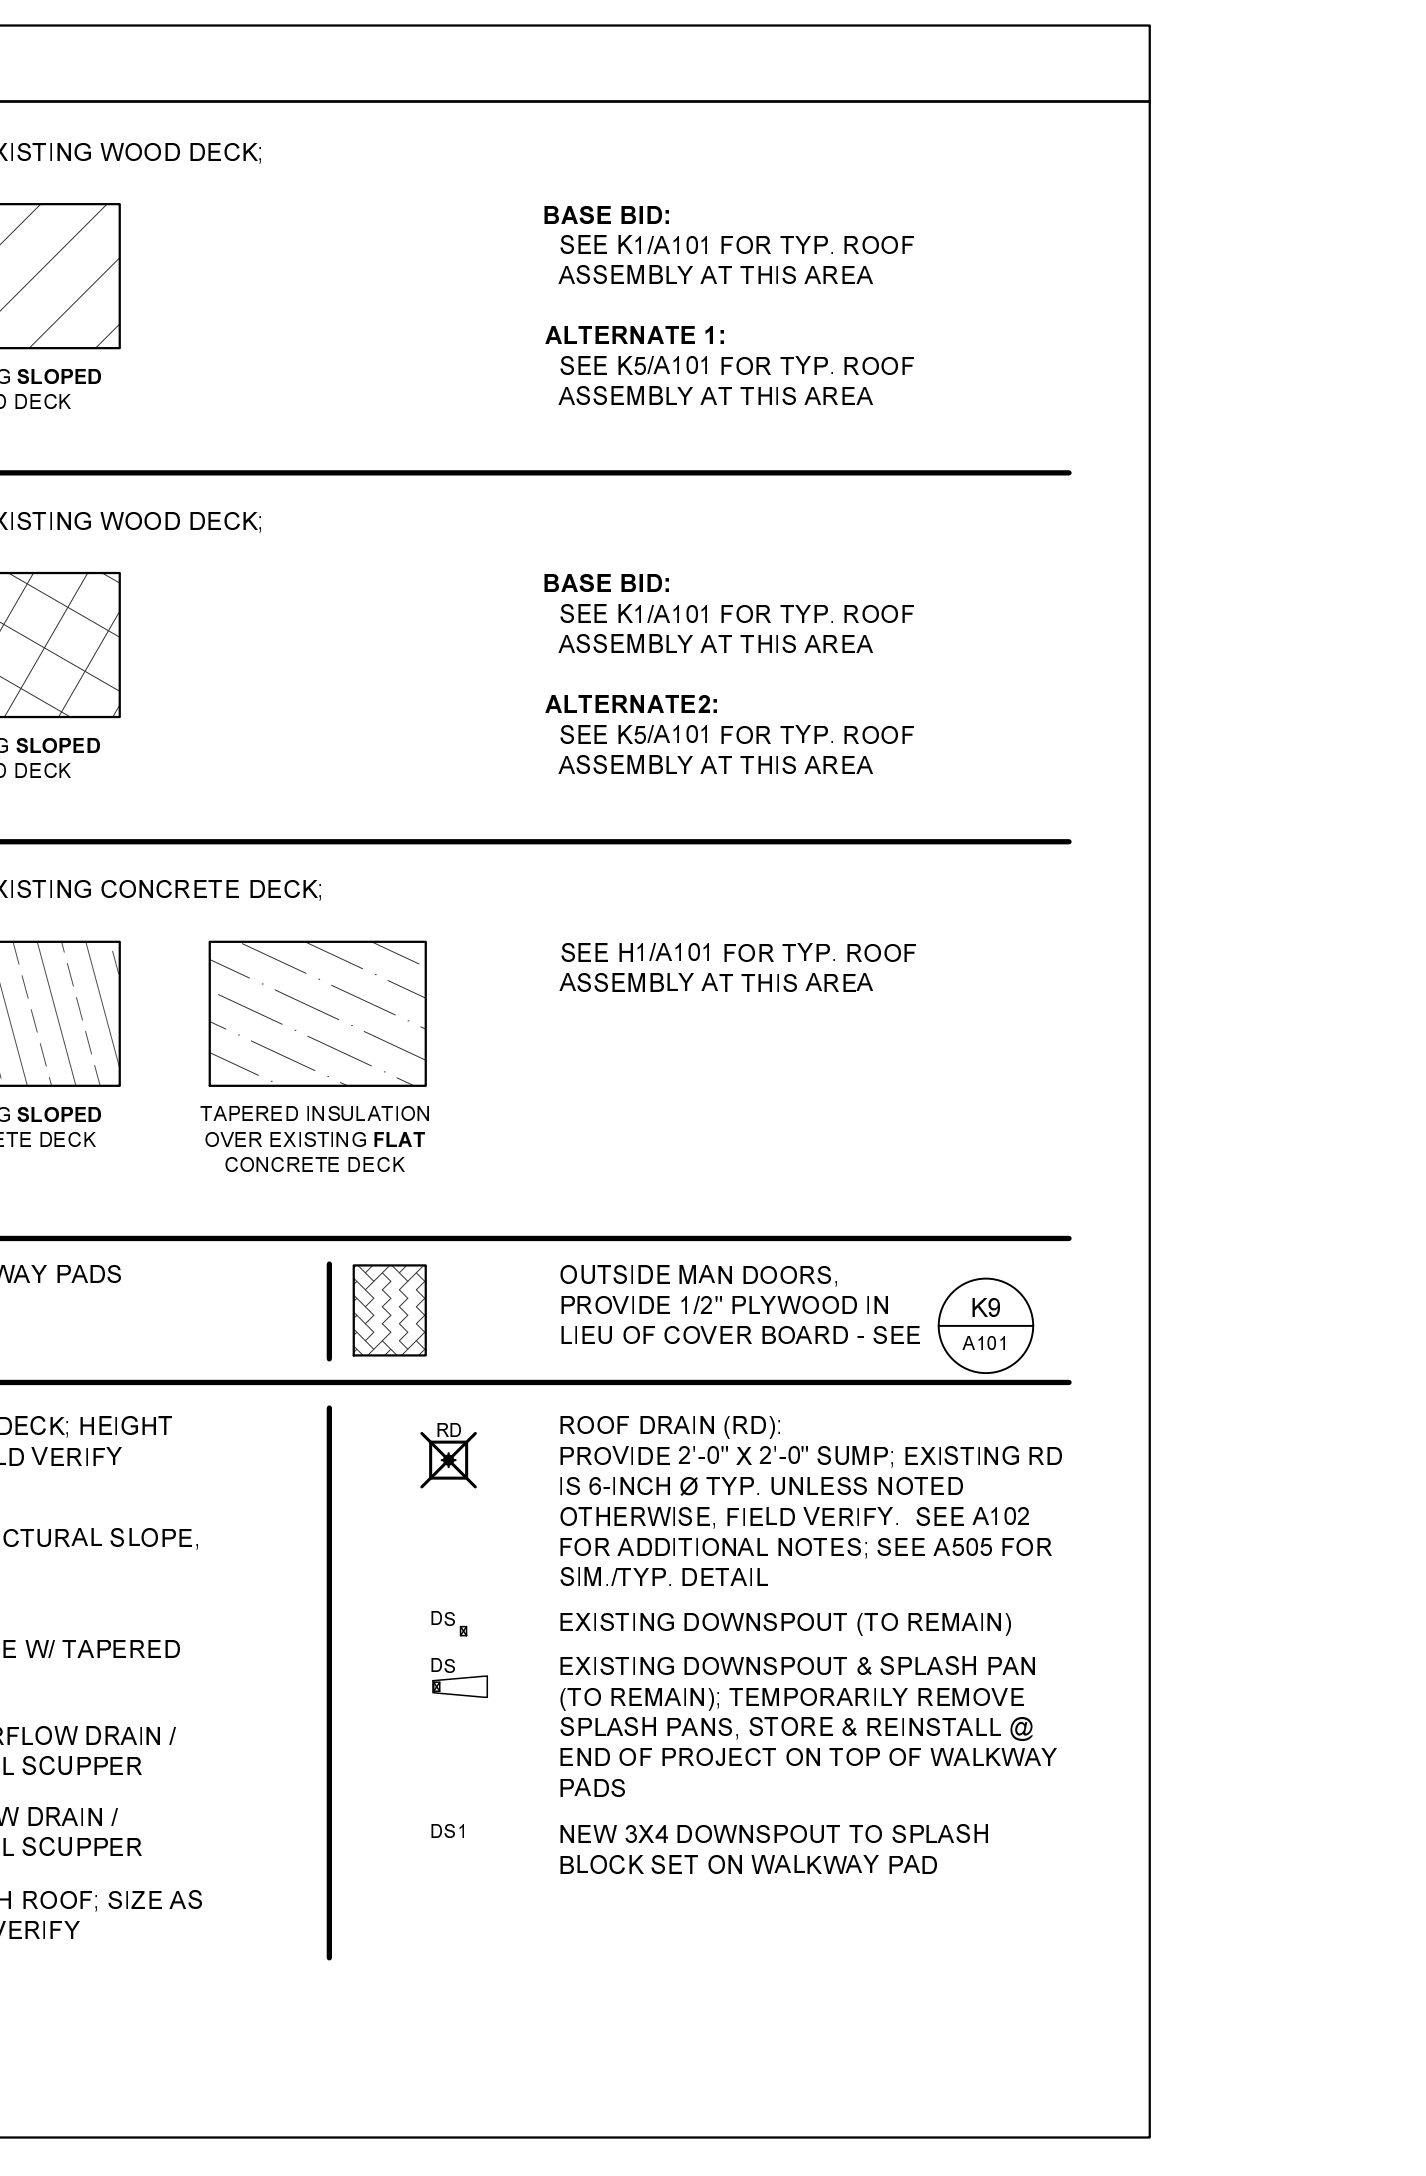 XISTING WOOD DECK;
BASE BID:
SEE K1/A101 FOR TYP. ROOF
ASSEMBLY AT THIS AREA
ALTERNATE 1:
SEE K5/A101 FOR TYP. ROOF
ASSEMBLY AT THIS AREA
G SLOPED
D DECK
XISTING WOOD DECK;
BASE BID:
SEE K1/A101 FOR TYP. ROOF
ASSEMBLY AT THIS AREA
ALTERNATE2:
SEE K5/A101 FOR TYP. ROOF
ASSEMBLY AT THIS AREA
G SLOPED
D DECK
XISTING CONCRETE DECK;
SEE H1/A101 FOR TYP. ROOF
ASSEMBLY AT THIS AREA
G SLOPED
ETE DECK
TAPERED INSULATION
OVER EXISTING FLAT
CONCRETE DECK
WAY PADS
OUTSIDE MAN DOORS,
PROVIDE 1/2" PLYWOOD IN
LIEU OF COVER BOARD - SEE
K9
A101
DECK; HEIGHT
LD VERIFY
CTURAL SLOPE,
E W/ TAPERED
RFLOW DRAIN /
L SCUPPER
W DRAIN /
L SCUPPER
H ROOF; SIZE AS
VERIFY
RD
ROOF DRAIN (RD):
PROVIDE 2'-0" X 2'-0" SUMP; EXISTING RD
IS 6-INCH Ø TYP. UNLESS NOTED
OTHERWISE, FIELD VERIFY.  SEE A102
FOR ADDITIONAL NOTES; SEE A505 FOR
SIM./TYP. DETAIL
DS
EXISTING DOWNSPOUT (TO REMAIN)
DS
EXISTING DOWNSPOUT & SPLASH PAN
(TO REMAIN); TEMPORARILY REMOVE
SPLASH PANS, STORE & REINSTALL @
END OF PROJECT ON TOP OF WALKWAY
PADS
DS1
NEW 3X4 DOWNSPOUT TO SPLASH
BLOCK SET ON WALKWAY PAD